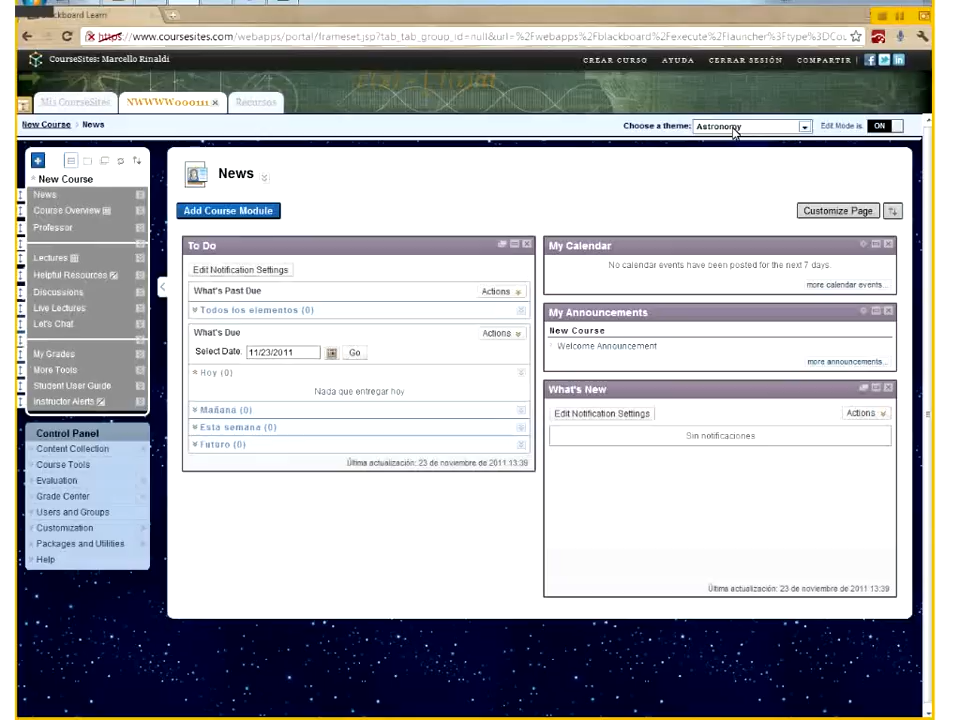 ckboard Learn
https://www.coursesites.com/webapps/portal/frameset.jsp?tab_tab_group_id=null&url=%2Fwebapps%2Fblackboard%2Fexecute%2Flauncher%3Ftype%3DCou
CourseSites: Marcello Rinaldi
CREAR CURSO AYUDA CERRAR SESIÓN COMPARTIR
Mis CourseSites NWWWW000111 Recursos
New Course > News
Choose a theme: Astronomy Edit Mode is: ON
New Course
News
Course Overview
Professor
Lectures
Helpful Resources
Discussions
Live Lectures
Let's Chat
My Grades
More Tools
Student User Guide
Instructor Alerts
Control Panel
Content Collection
Course Tools
Evaluation
Grade Center
Users and Groups
Customization
Packages and Utilities
Help
News
Add Course Module
Customize Page
To Do
Edit Notification Settings
What's Past Due
Actions
Todos los elementos (0)
What's Due
Actions
Select Date: 11/23/2011 Go
Hoy (0)
Nada que entregar hoy
Mañana (0)
Esta semana (0)
Futuro (0)
Última actualización: 23 de noviembre de 2011 13:39
My Calendar
No calendar events have been posted for the next 7 days.
more calendar events...
My Announcements
New Course
Welcome Announcement
more announcements...
What's New
Edit Notification Settings
Actions
Sin notificaciones
Última actualización: 23 de noviembre de 2011 13:39